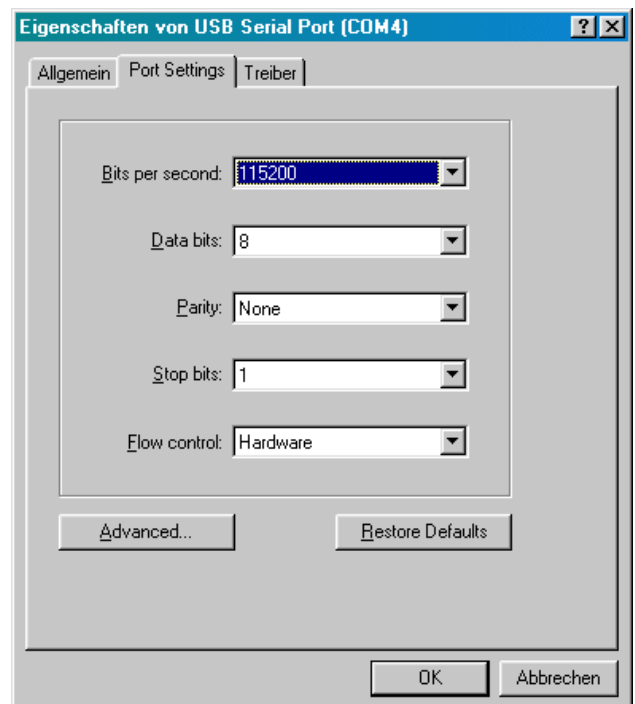 Eigenschaften von USB Serial Port (COM4)
Allgemein Port Settings Treiber
Bits per second: 115200
Data bits: 8
Parity: None
Stop bits: 1
Flow control: Hardware
Advanced... Restore Defaults
OK Abbrechen